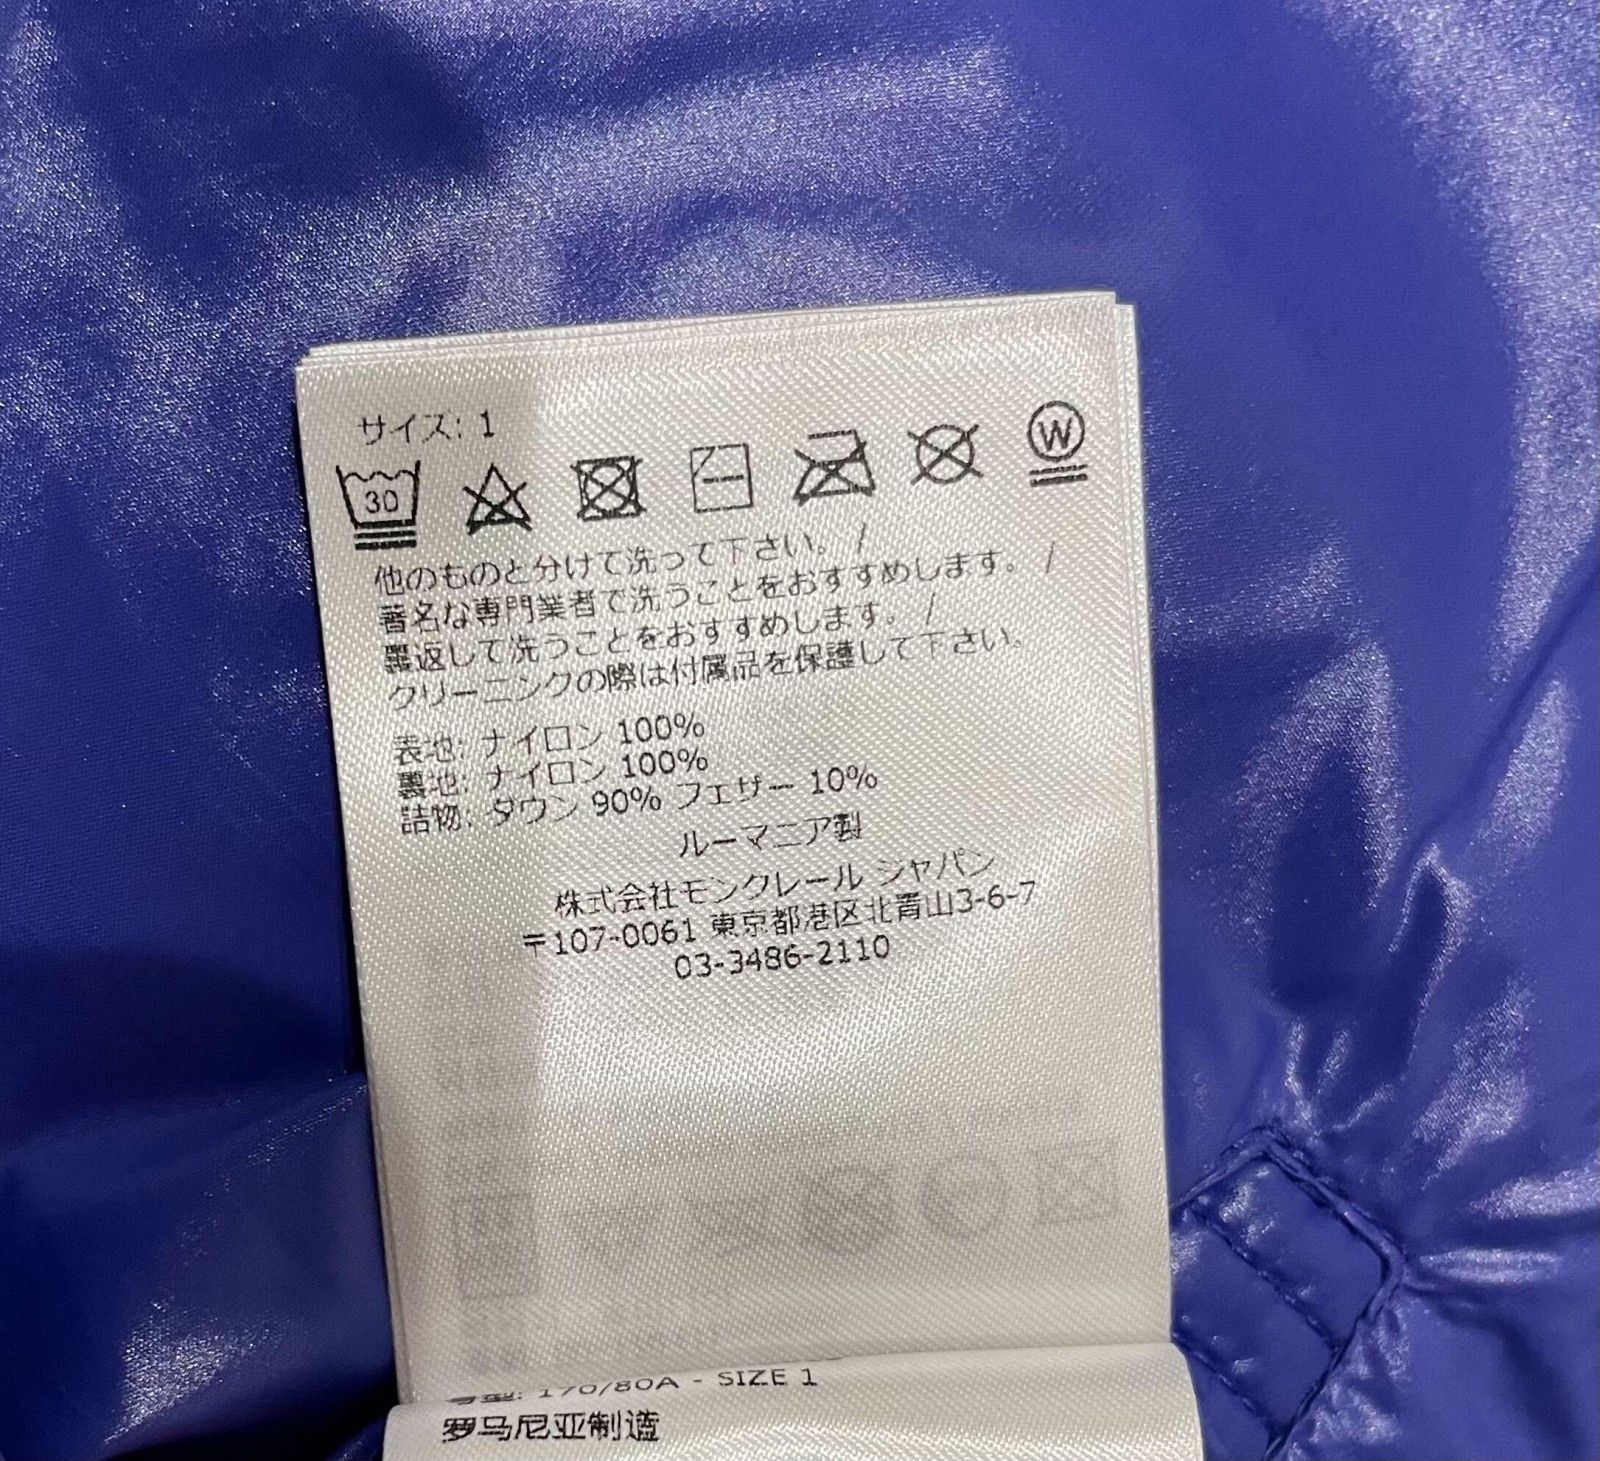 サイズ: 1
30
W
他のものと分けて洗って下さい。 /
著名な専門業者で洗うことをおすすめします。 /
裏返して洗うことをおすすめします。 /
クリーニングの際は付属品を保護して下さい。
表地: ナイロン 100%
裏地: ナイロン 100%
詰物: ダウン 90% フェザー 10%
ルーマニア製
株式会社モンクレール ジャパン
〒107-0061 東京都港区北青山3-6-7
03-3486-2110
号型: 170/80A - SIZE 1
罗马尼亚制造